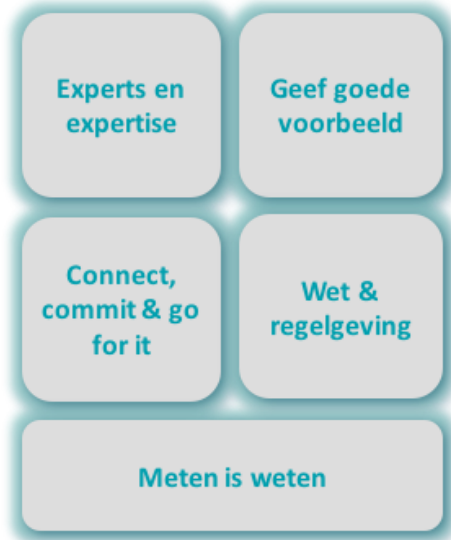 Experts en
expertise
Geef goede
voorbeeld
Connect,
commit & go
for it
Wet &
regelgeving
Meten is weten